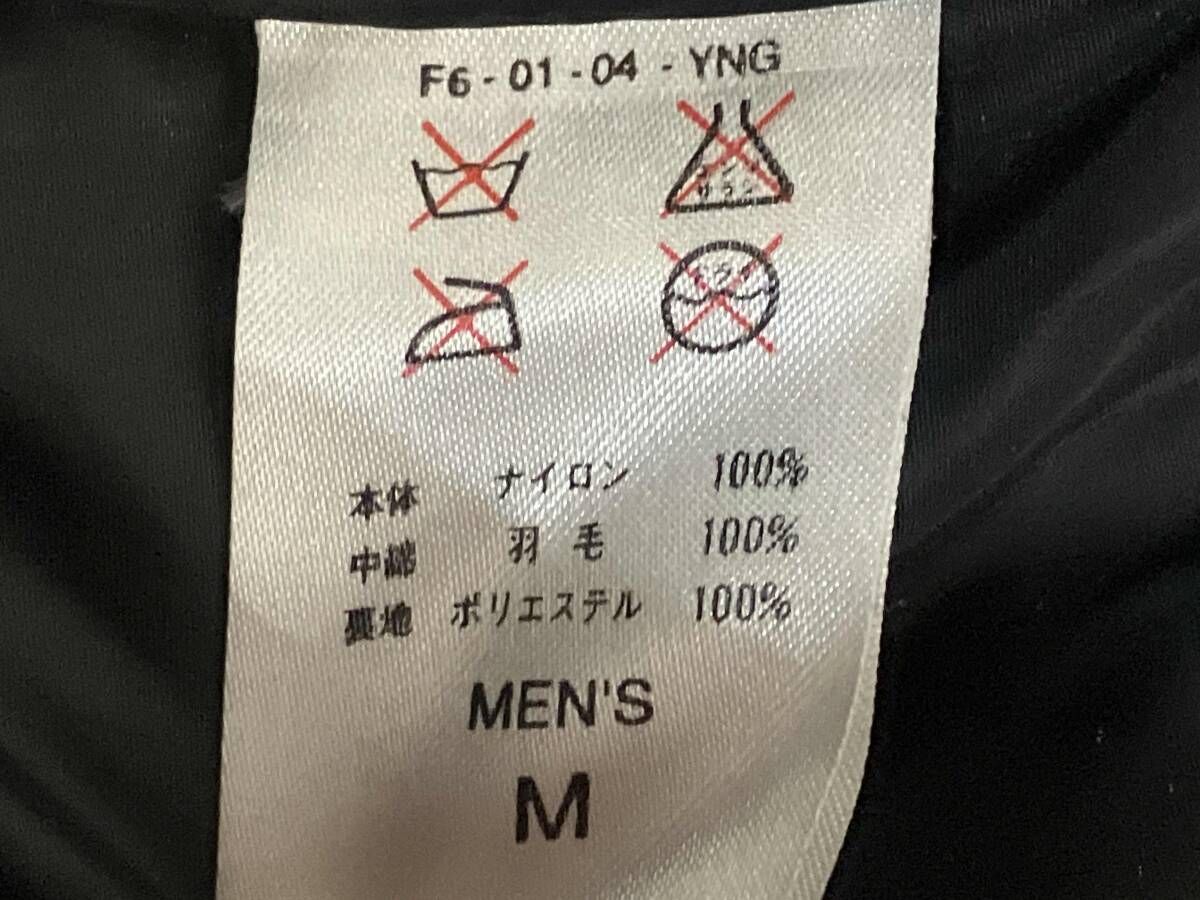 F6 - 01 - 04 - YNG
本体 ナイロン 100%
中綿 羽毛 100%
裏地 ポリエステル 100%
MEN'S
M